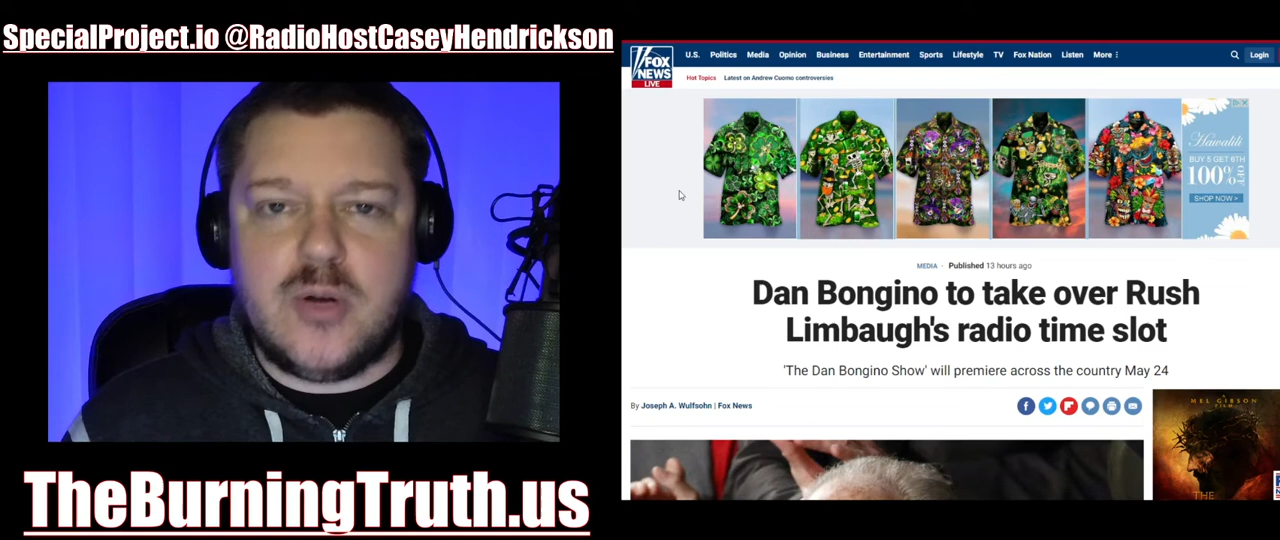 SpecialProject.io @RadioHostCaseyHendrickson
FOX
NEWS
LIVE
U.S. Politics Media Opinion Business Entertainment Sports Lifestyle TV Fox Nation Listen More Login
Hot Topics Latest on Andrew Cuomo controversies
Hawalili
BUY 5 GET 6TH
100% OFF
SHOP NOW >
MEDIA · Published 13 hours ago
Dan Bongino to take over Rush
Limbaugh's radio time slot
'The Dan Bongino Show' will premiere across the country May 24
By Joseph A. Wulfsohn | Fox News
MEL GIBSON
FILM
THE
TheBurningTruth.us